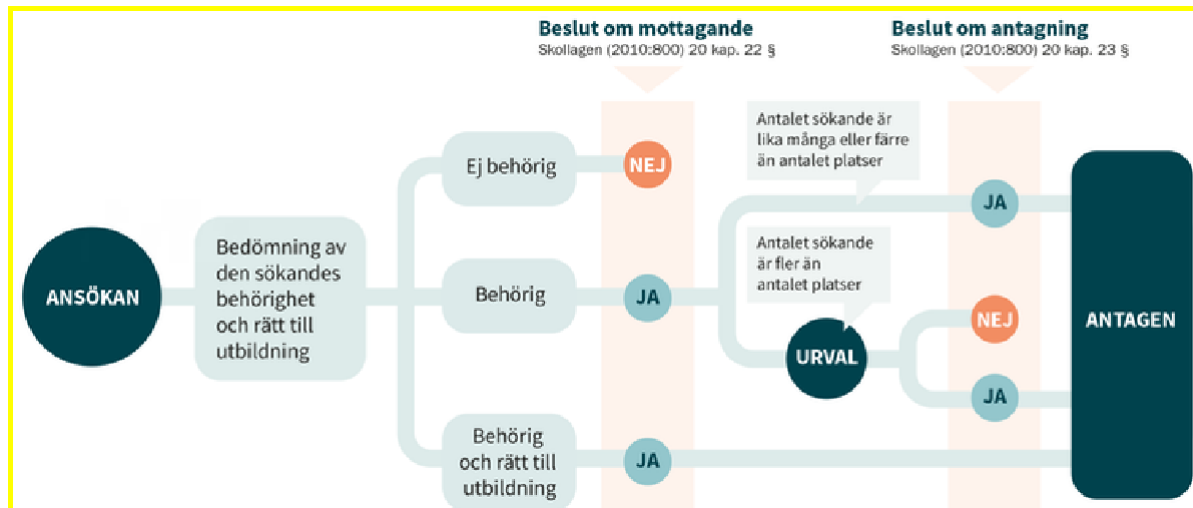 Beslut om mottagande
Skollagen (2010:800) 20 kap. 22 §
Beslut om antagning
Skollagen (2010:800) 20 kap. 23 §
ANSÖKAN
Bedömning av
den sökandes
behörighet
och rätt till
utbildning
Ej behörig
NEJ
Behörig
JA
Behörig
och rätt till
utbildning
JA
Antalet sökande är
lika många eller färre
än antalet platser
JA
Antalet sökande
är fler än
antalet platser
URVAL
NEJ
JA
ANTAGEN